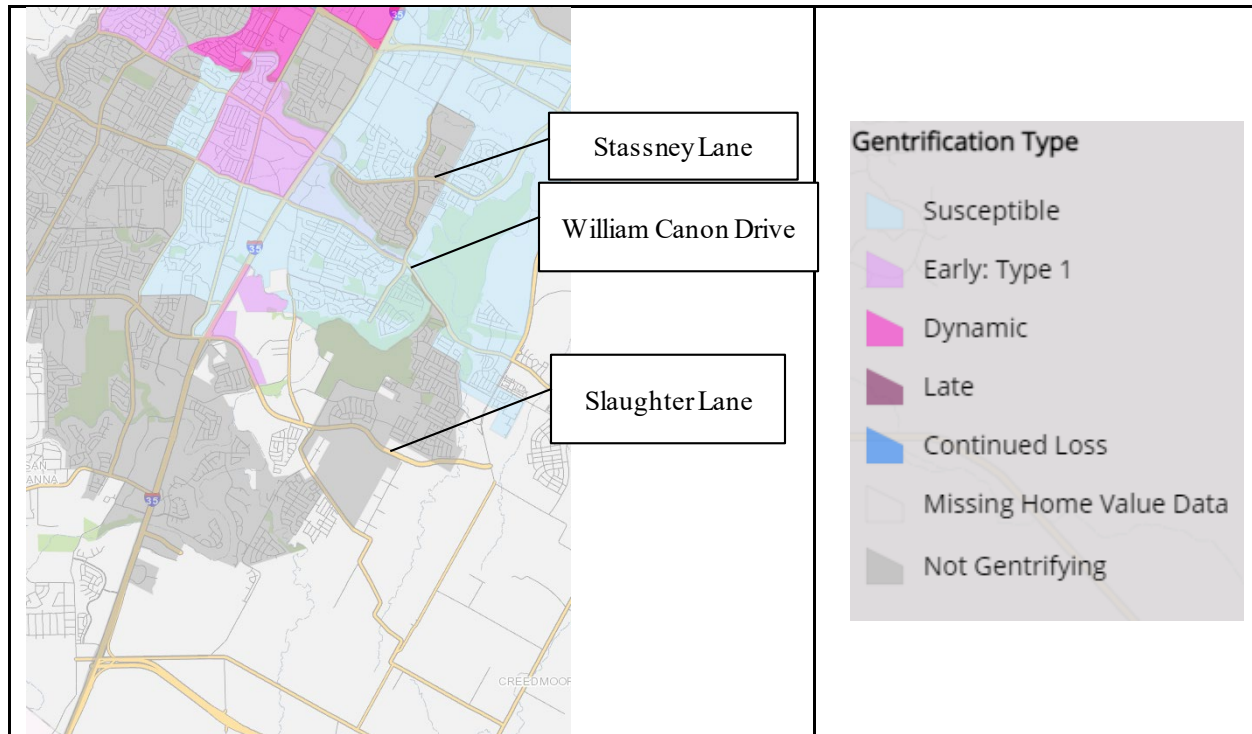 35
Stassney Lane
William Canon Drive
35
Slaughter Lane
ANNA
35
CREEDMOOR
Gentrification Type
Susceptible
Early: Type 1
Dynamic
Late
Continued Loss
Missing Home Value Data
Not Gentrifying